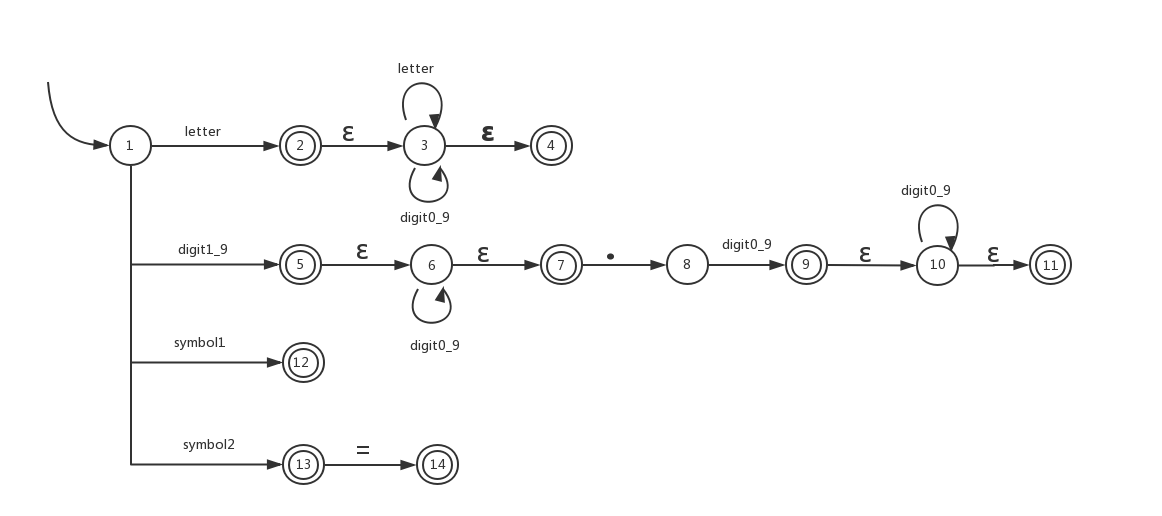 letter
letter
1
2
ε
3
ε
4
digit0_9
digit0_9
digit1_9
5
ε
6
ε
7
.
8
digit0_9
9
ε
10
ε
11
digit0_9
symbol1
12
symbol2
13
=
14